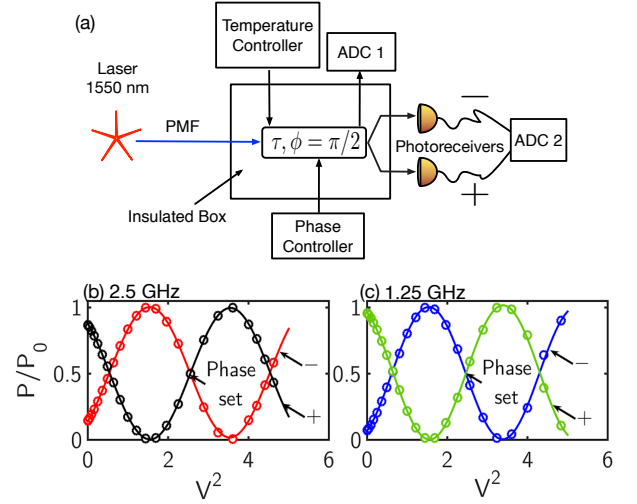 (a)
Temperature
Controller
ADC 1
Laser
1550 nm
PMF
τ, ϕ = π/2
−
Photoreceivers
ADC 2
+
Insulated Box
Phase
Controller
(b) 2.5 GHz
(c) 1.25 GHz
P/P₀
1
0.5
0
Phase
set
−
+
0 2 4 6
V²
1
0.5
0
Phase
set
−
+
0 2 4 6
V²